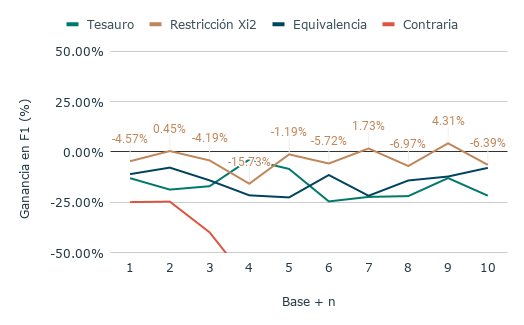 Tesauro Restricción Xi2 Equivalencia Contraria
50.00%
25.00%
0.00%
-25.00%
-50.00%
Ganancia en F1 (%)
-4.57% 0.45% -4.19% -15.73% -1.19% -5.72% 1.73% -6.97% 4.31% -6.39%
1 2 3 4 5 6 7 8 9 10
Base + n